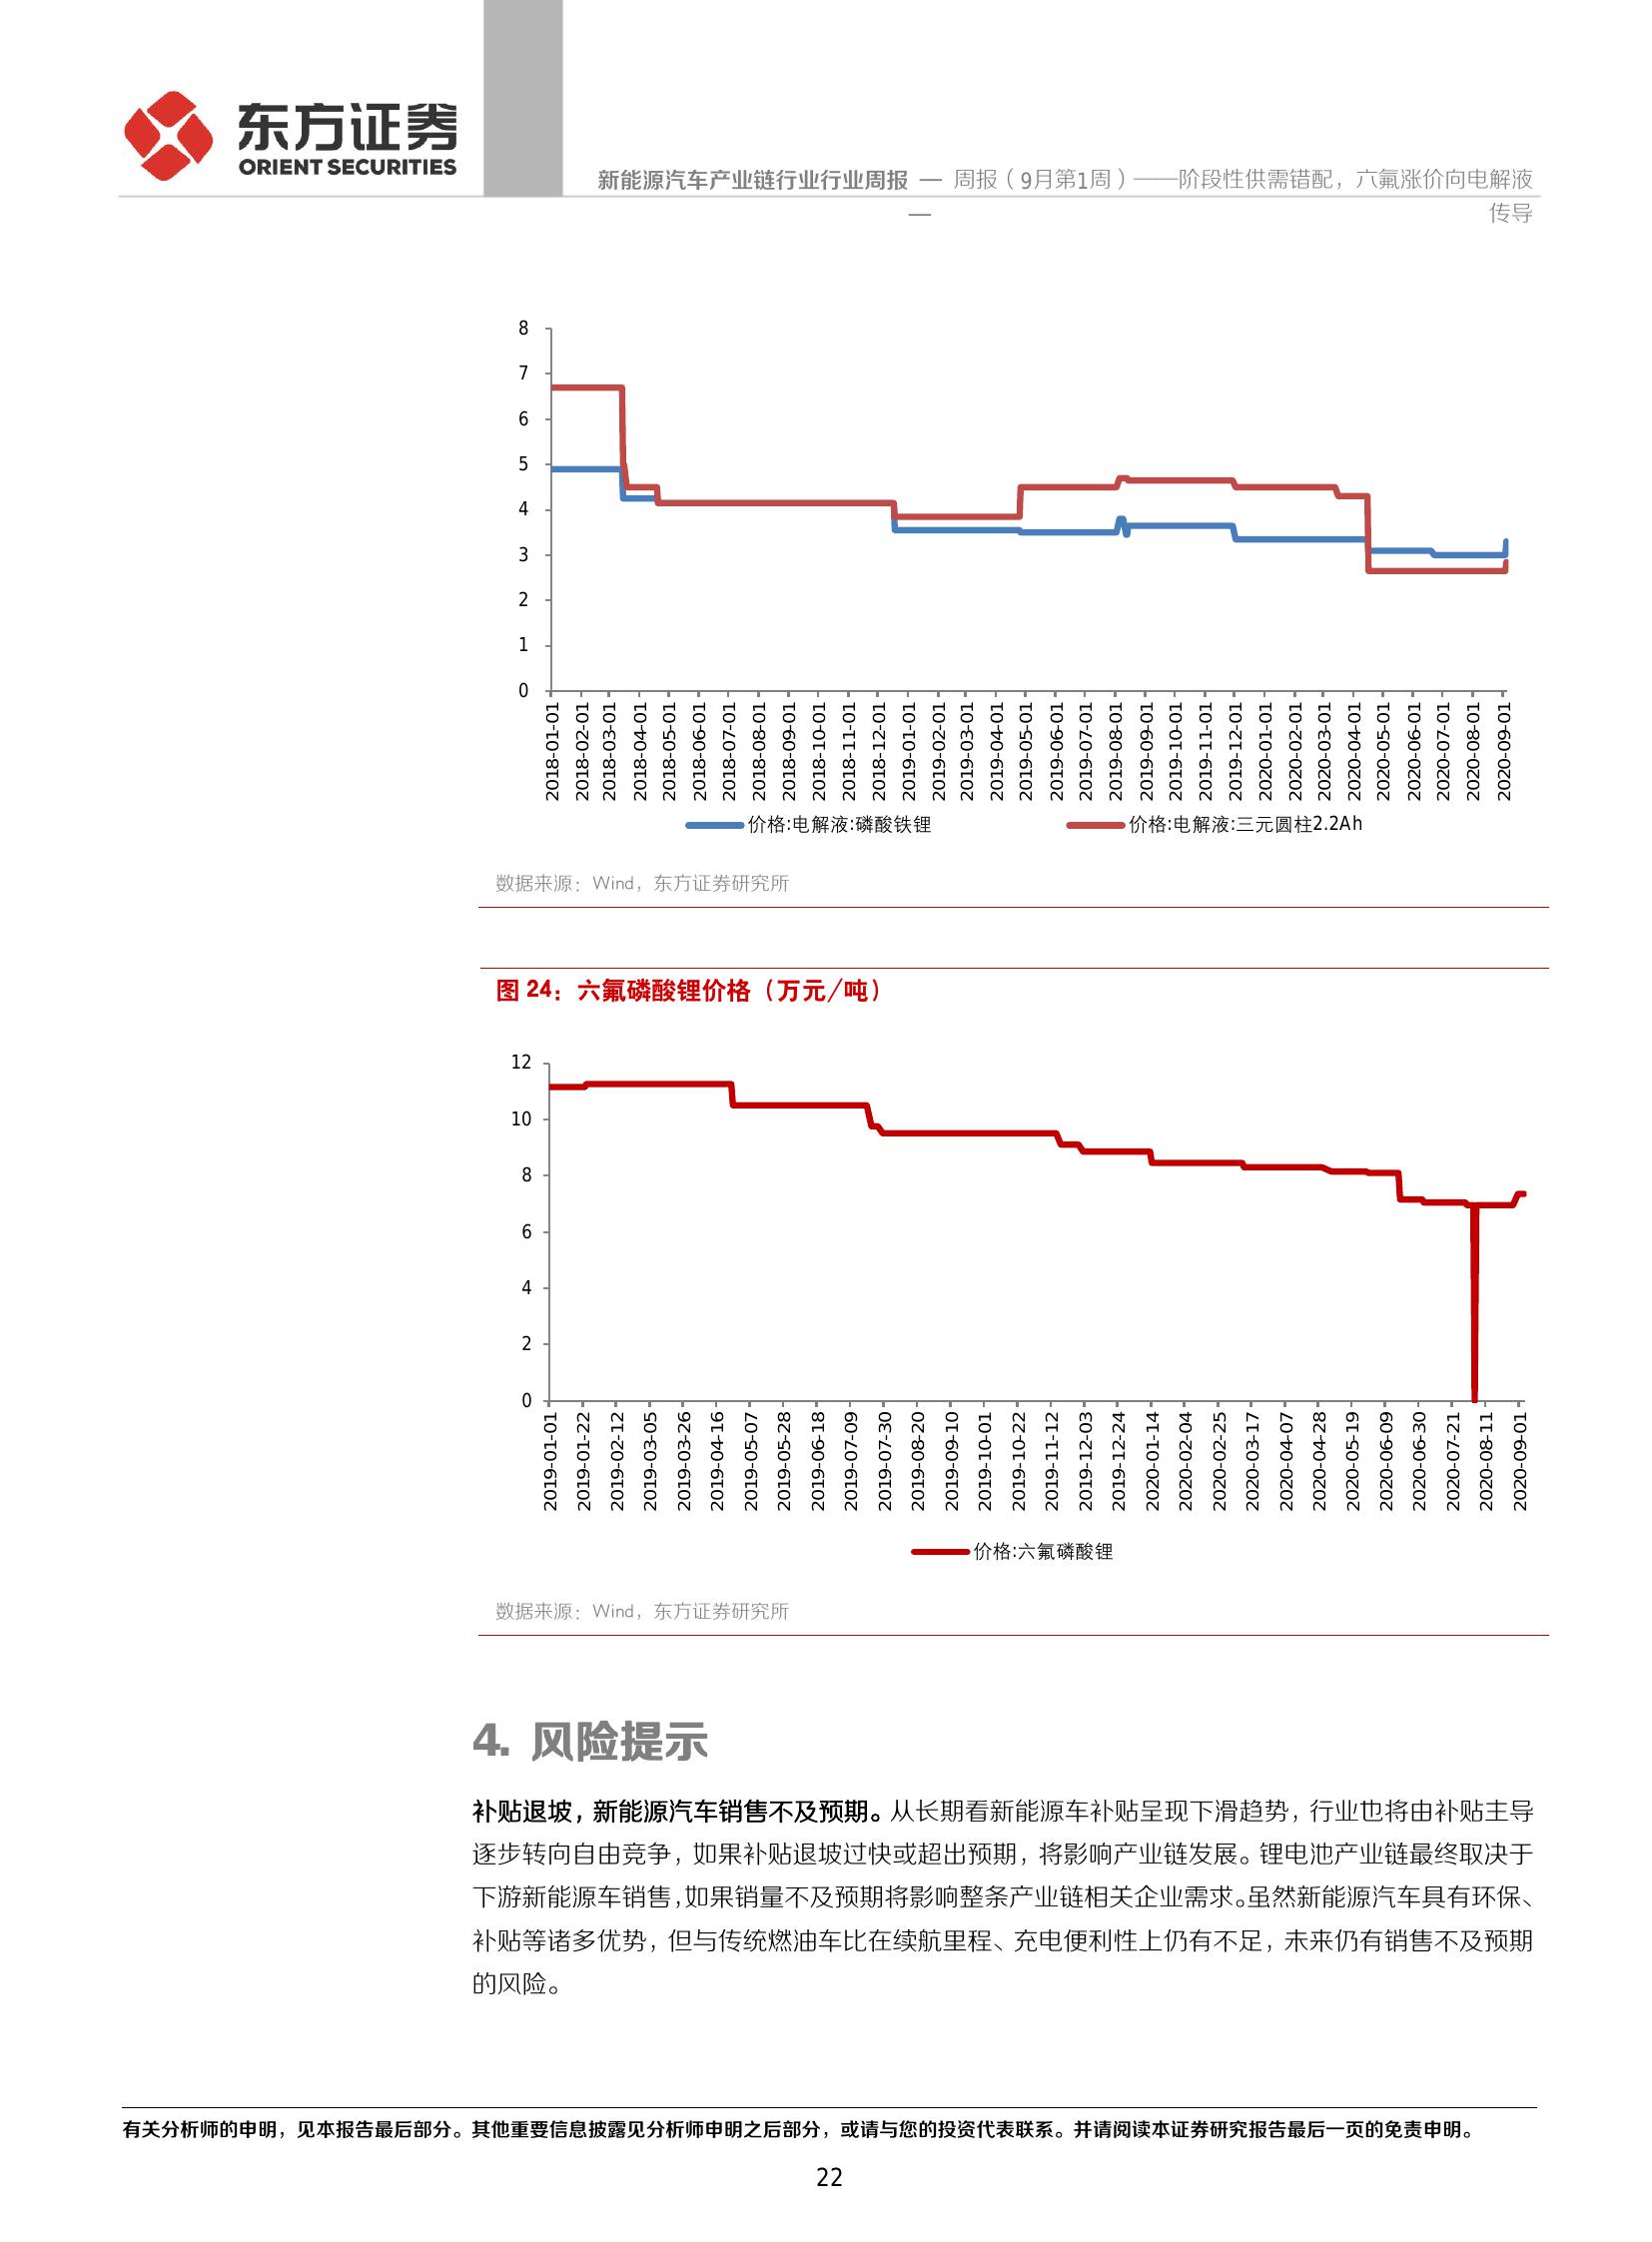 东方证券
ORIENT SECURITIES
新能源汽车产业链行业行业周报 — 周报（9月第1周）——阶段性供需错配，六氟涨价向电解液
— 传导
8
7
6
5
4
3
2
1
0
2018-01-01 2018-02-01 2018-03-01 2018-04-01 2018-05-01 2018-06-01 2018-07-01 2018-08-01 2018-09-01 2018-10-01 2018-11-01 2018-12-01 2019-01-01 2019-02-01 2019-03-01 2019-04-01 2019-05-01 2019-06-01 2019-07-01 2019-08-01 2019-09-01 2019-10-01 2019-11-01 2019-12-01 2020-01-01 2020-02-01 2020-03-01 2020-04-01 2020-05-01 2020-06-01 2020-07-01 2020-08-01 2020-09-01
价格:电解液:磷酸铁锂 价格:电解液:三元圆柱2.2Ah
数据来源：Wind，东方证券研究所
图 24：六氟磷酸锂价格（万元/吨）
12
10
8
6
4
2
0
2019-01-01 2019-01-22 2019-02-12 2019-03-05 2019-03-26 2019-04-16 2019-05-07 2019-05-28 2019-06-18 2019-07-09 2019-07-30 2019-08-20 2019-09-10 2019-10-01 2019-10-22 2019-11-12 2019-12-03 2019-12-24 2020-01-14 2020-02-04 2020-02-25 2020-03-17 2020-04-07 2020-04-28 2020-05-19 2020-06-09 2020-06-30 2020-07-21 2020-08-11 2020-09-01
价格:六氟磷酸锂
数据来源：Wind，东方证券研究所
4. 风险提示
补贴退坡，新能源汽车销售不及预期。从长期看新能源车补贴呈现下滑趋势，行业也将由补贴主导
逐步转向自由竞争，如果补贴退坡过快或超出预期，将影响产业链发展。锂电池产业链最终取决于
下游新能源车销售，如果销量不及预期将影响整条产业链相关企业需求。虽然新能源汽车具有环保、
补贴等诸多优势，但与传统燃油车比在续航里程、充电便利性上仍有不足，未来仍有销售不及预期
的风险。
有关分析师的申明，见本报告最后部分。其他重要信息披露见分析师申明之后部分，或请与您的投资代表联系。并请阅读本证券研究报告最后一页的免责申明。
22